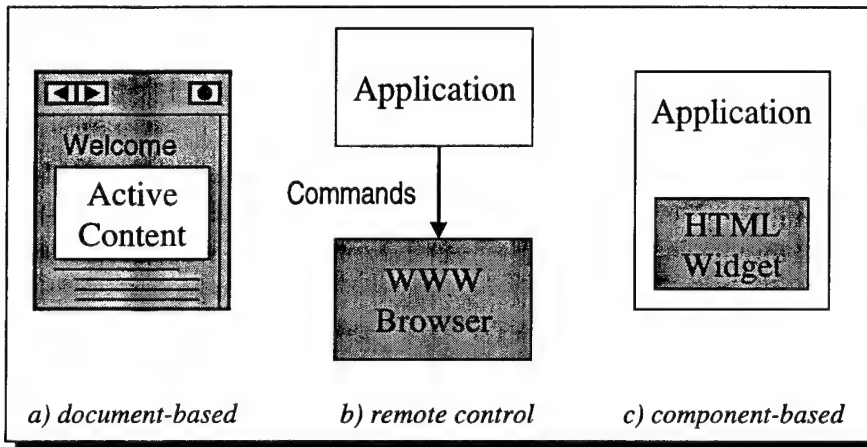 Welcome
Active
Content
Application
Commands
WWW
Browser
Application
HTML
Widget
a) document-based
b) remote control
c) component-based